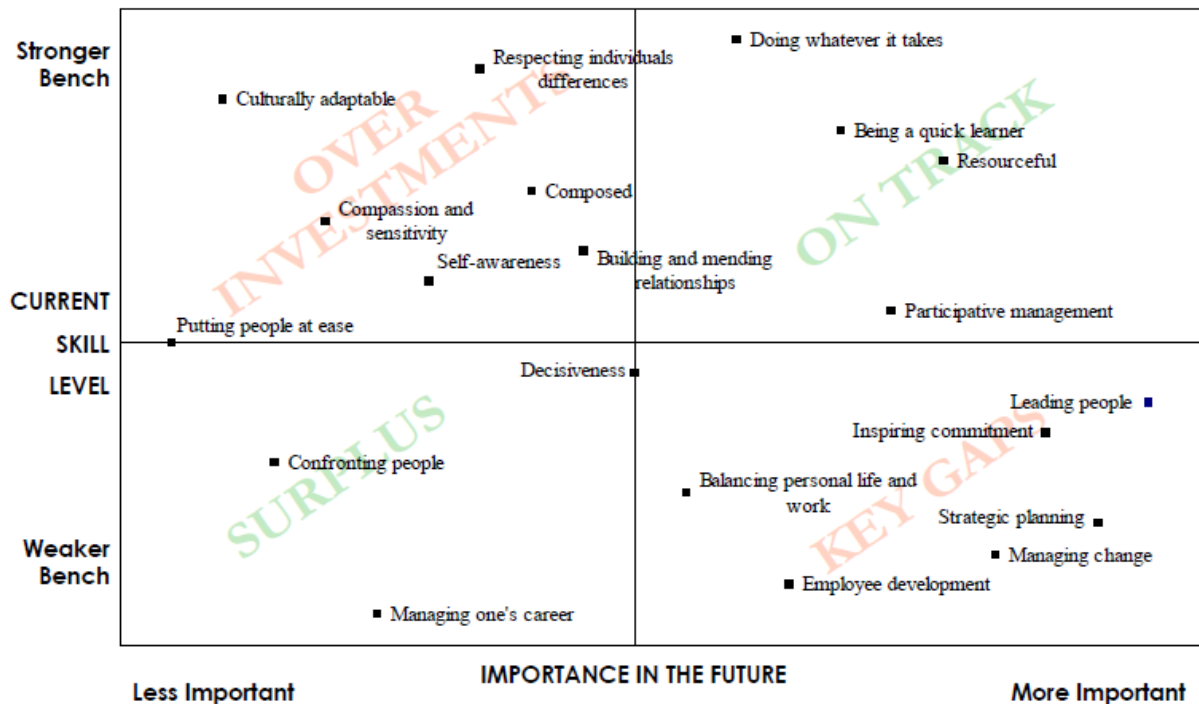 Stronger
Bench
Doing whatever it takes
Respecting individuals
differences
Culturally adaptable
OVER
INVESTMENTS
Being a quick learner
Resourceful
ON TRACK
Composed
Compassion and
sensitivity
Self-awareness
Building and mending
relationships
CURRENT
SKILL
LEVEL
Participative management
Putting people at ease
Decisiveness
Leading people
Inspiring commitment
Confronting people
SURPLUS
Balancing personal life and
work
KEY GAPS
Strategic planning
Managing change
Employee development
Weaker
Bench
Managing one's career
IMPORTANCE IN THE FUTURE
Less Important
More Important